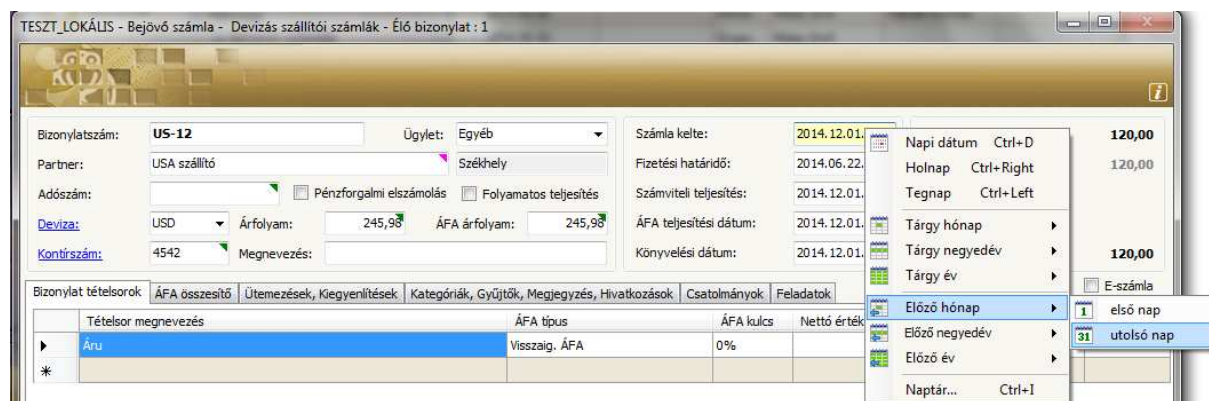 TESZT_LOKÁLIS - Bejövő számla - Devizás szállítói számlák - Élő bizonylat : 1
Bizonylatszám: US-12 Ügylet: Egyéb
Partner: USA szállító Székhely
Adószám: Pénzforgalmi elszámolás Folyamatos teljesítés
Deviza: USD Árfolyam: 245,98 ÁFA árfolyam: 245,98
Kontírszám: 4542 Megnevezés:
Számla kelte: 2014.12.01.
Fizetési határidő: 2014.06.22.
Számviteli teljesítés: 2014.12.01.
ÁFA teljesítési dátum: 2014.12.01.
Könyvelési dátum: 2014.12.01.
120,00
120,00
120,00
E-számla
Bizonylat tételsorok ÁFA összesítő Ütemezések, Kiegyenlítések Kategóriák, Gyűjtők, Megjegyzés, Hivatkozások Csatolmányok Feladatok
Tételsor megnevezés ÁFA típus ÁFA kulcs Nettó érték
Áru Visszaig. ÁFA 0%
Napi dátum Ctrl+D
Holnap Ctrl+Right
Tegnap Ctrl+Left
Tárgy hónap
Tárgy negyedév
Tárgy év
Előző hónap
Előző negyedév
Előző év
Naptár... Ctrl+I
1 első nap
31 utolsó nap